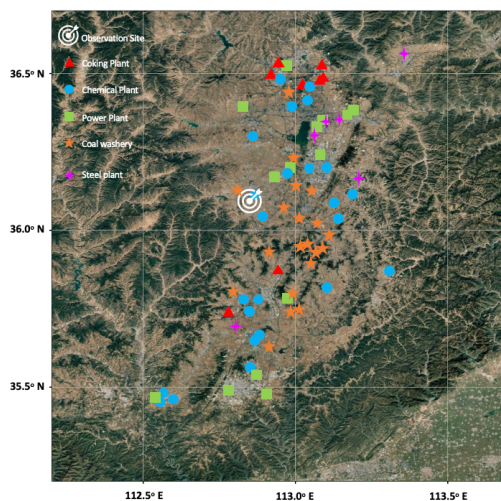 Observation Site
Coking Plant
36.5° N
Chemical Plant
Power Plant
Coal washery
Steel plant
36.0° N
35.5° N
112.5° E
113.0° E
113.5° E